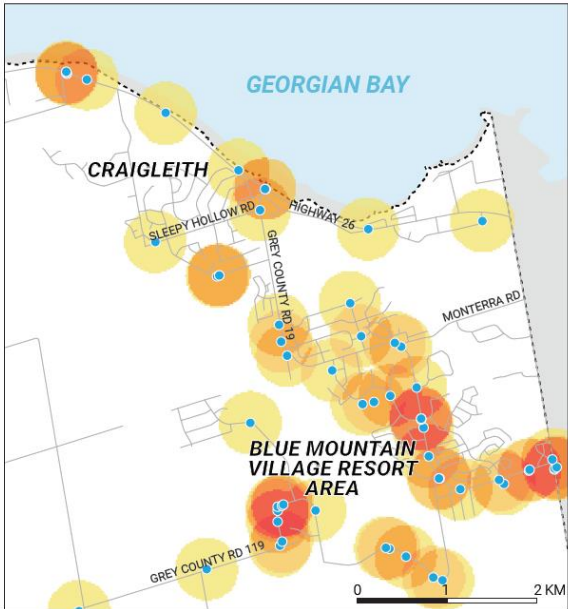 GEORGIAN BAY
CRAIGLEITH
SLEEPY HOLLOW RD
HIGHWAY 26
GREY COUNTY RD 19
MONTERRA RD
BLUE MOUNTAIN
VILLAGE RESORT
AREA
GREY COUNTY RD 119
0 1 2 KM